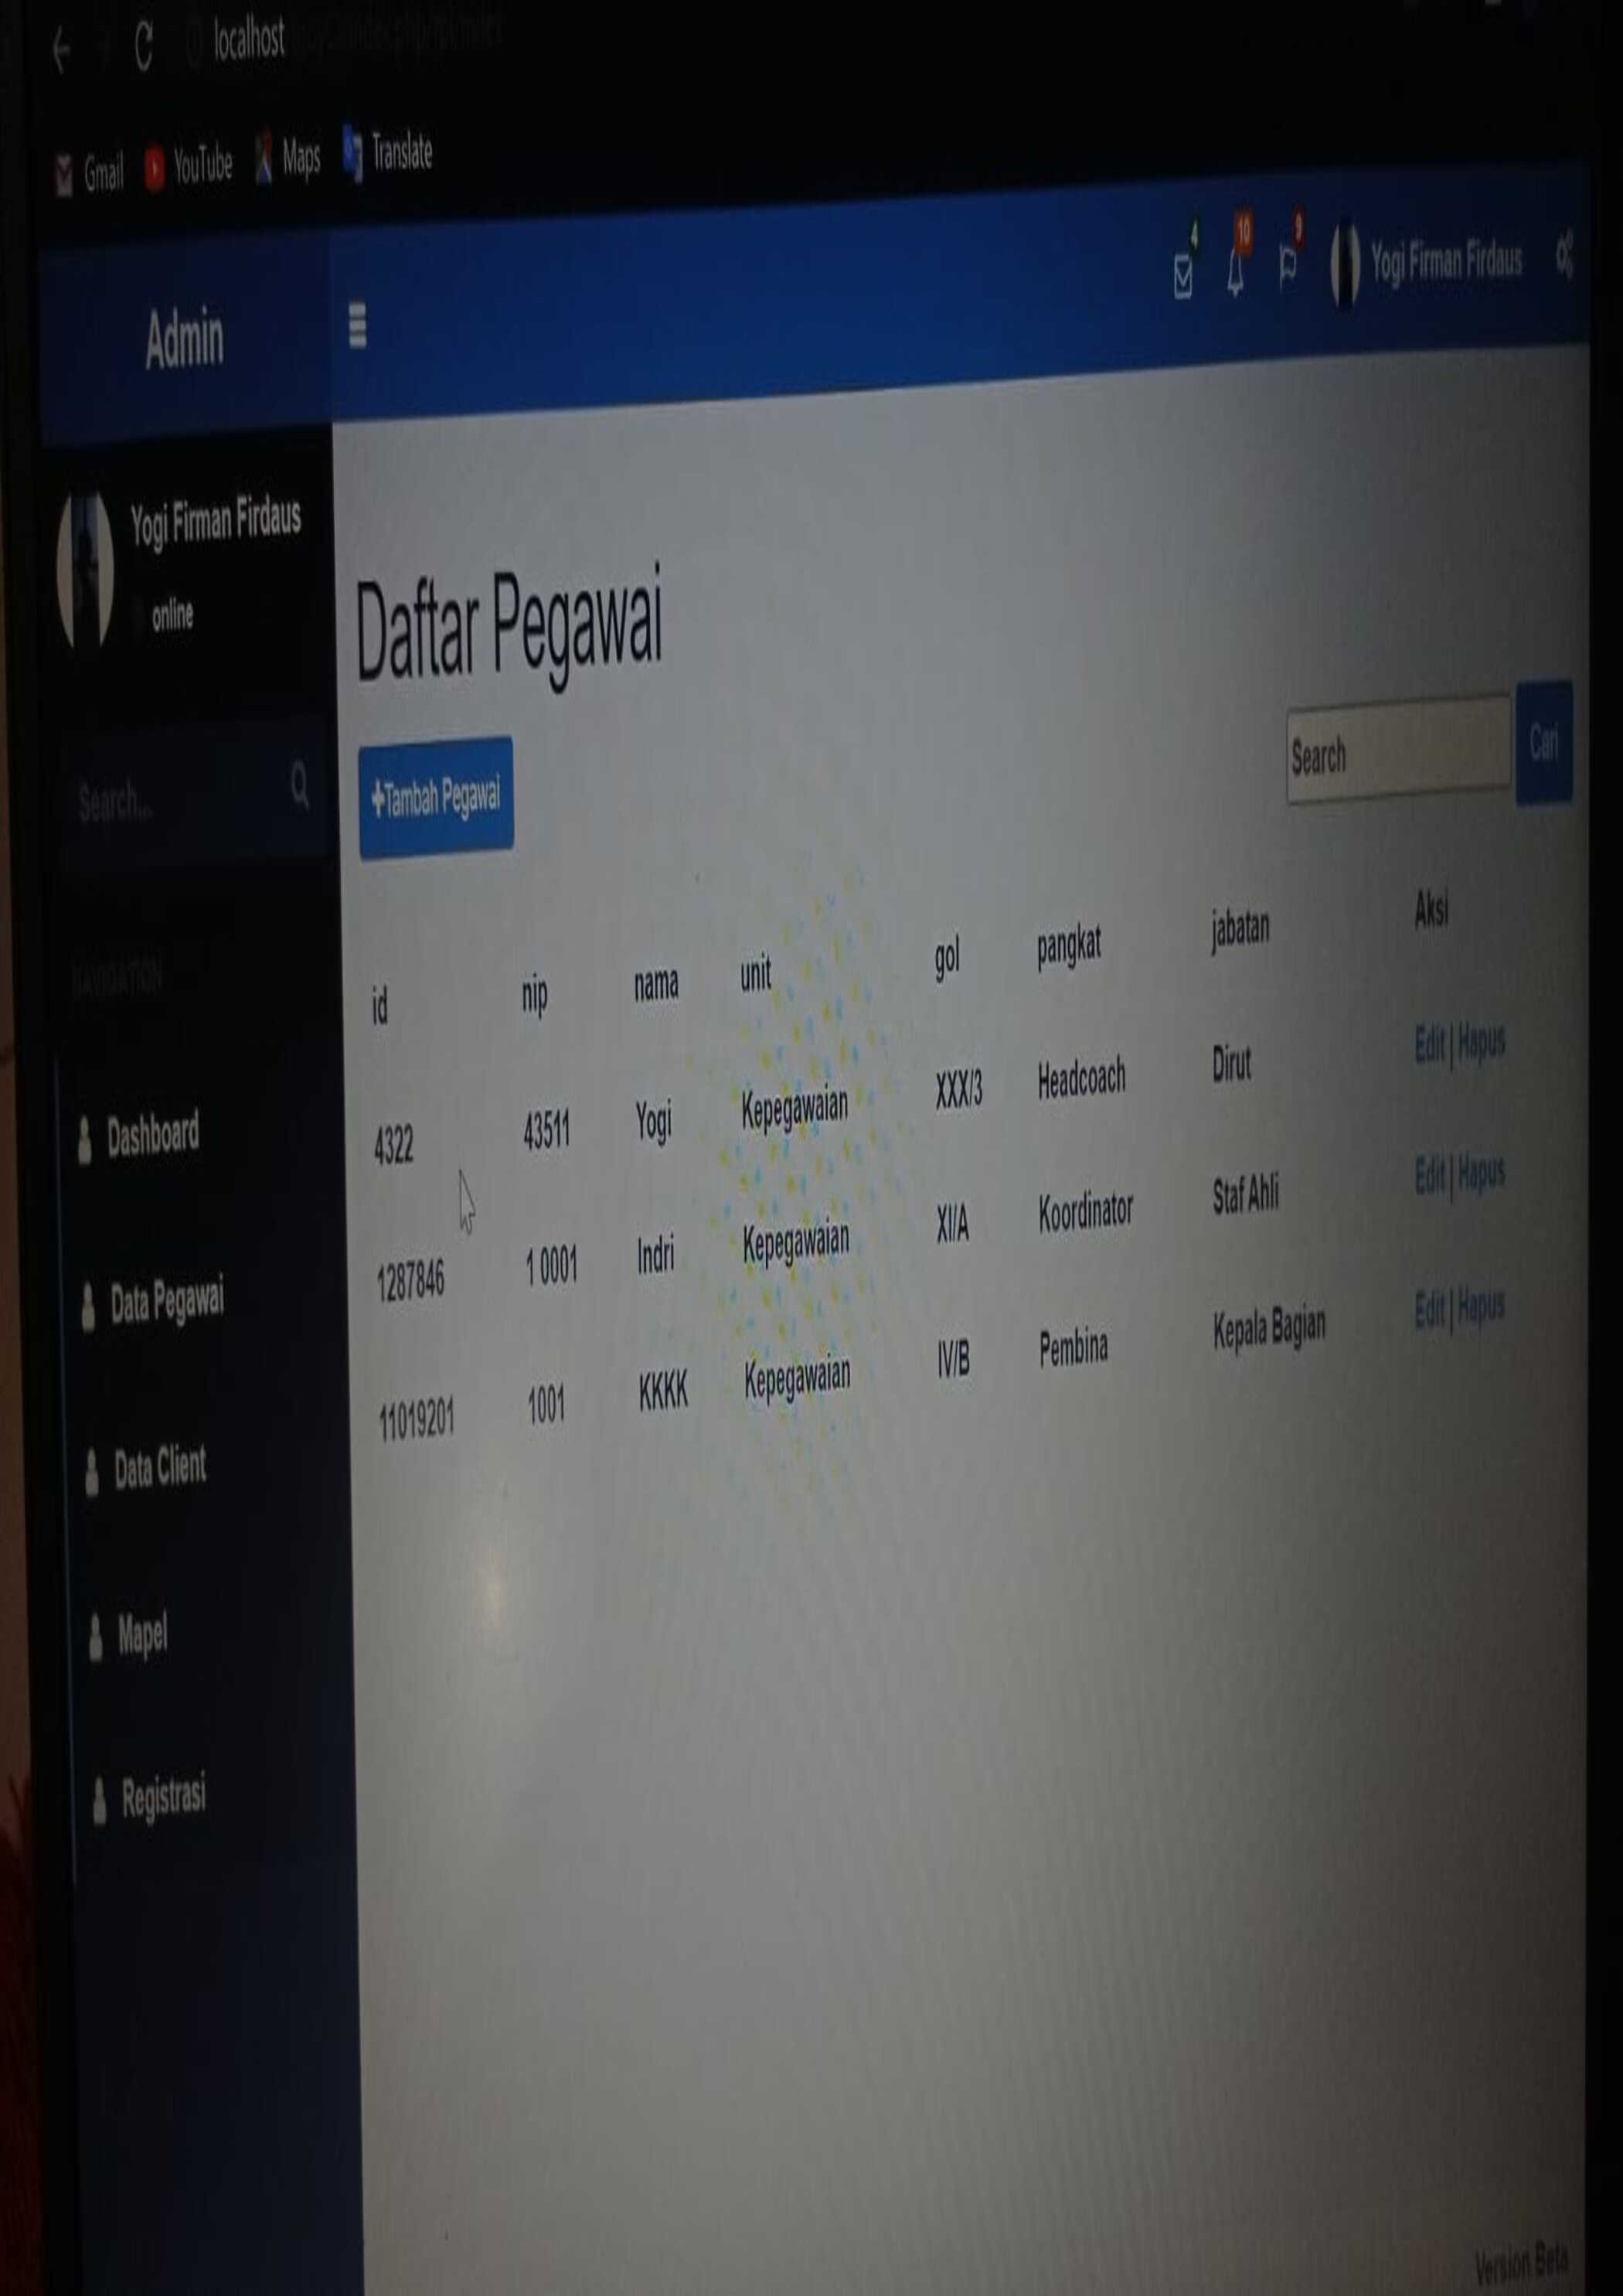 localhost
Gmail YouTube Maps Translate
Admin
4 10 9 Yogi Firman Firdaus
Yogi Firman Firdaus
online
Search...
NAVIGATION
Dashboard
Data Pegawai
Data Client
Mapel
Registrasi
Daftar Pegawai
+Tambah Pegawai
Search Cari
id nip nama unit gol pangkat jabatan Aksi
4322 43511 Yogi Kepegawaian XXX/3 Headcoach Dirut Edit | Hapus
1287846 1 0001 Indri Kepegawaian XI/A Koordinator Staf Ahli Edit | Hapus
11019201 1001 KKKK Kepegawaian IV/B Pembina Kepala Bagian Edit | Hapus
Version Beta